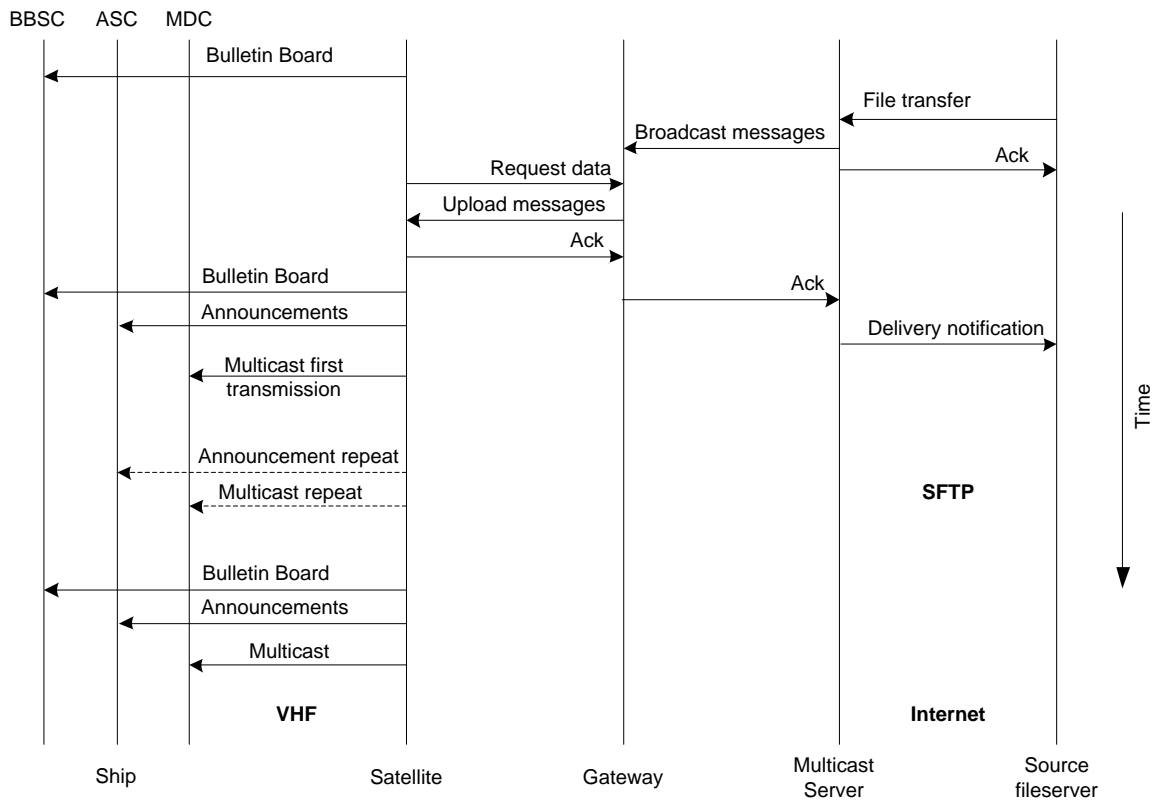 BBSC ASC MDC
Bulletin Board
File transfer
Broadcast messages
Ack
Request data
Upload messages
Ack
Bulletin Board
Ack
Announcements
Delivery notification
Multicast first
transmission
Time
Announcement repeat
Multicast repeat
SFTP
Bulletin Board
Announcements
Multicast
VHF
Internet
Ship
Satellite
Gateway
Multicast
Server
Source
fileserver